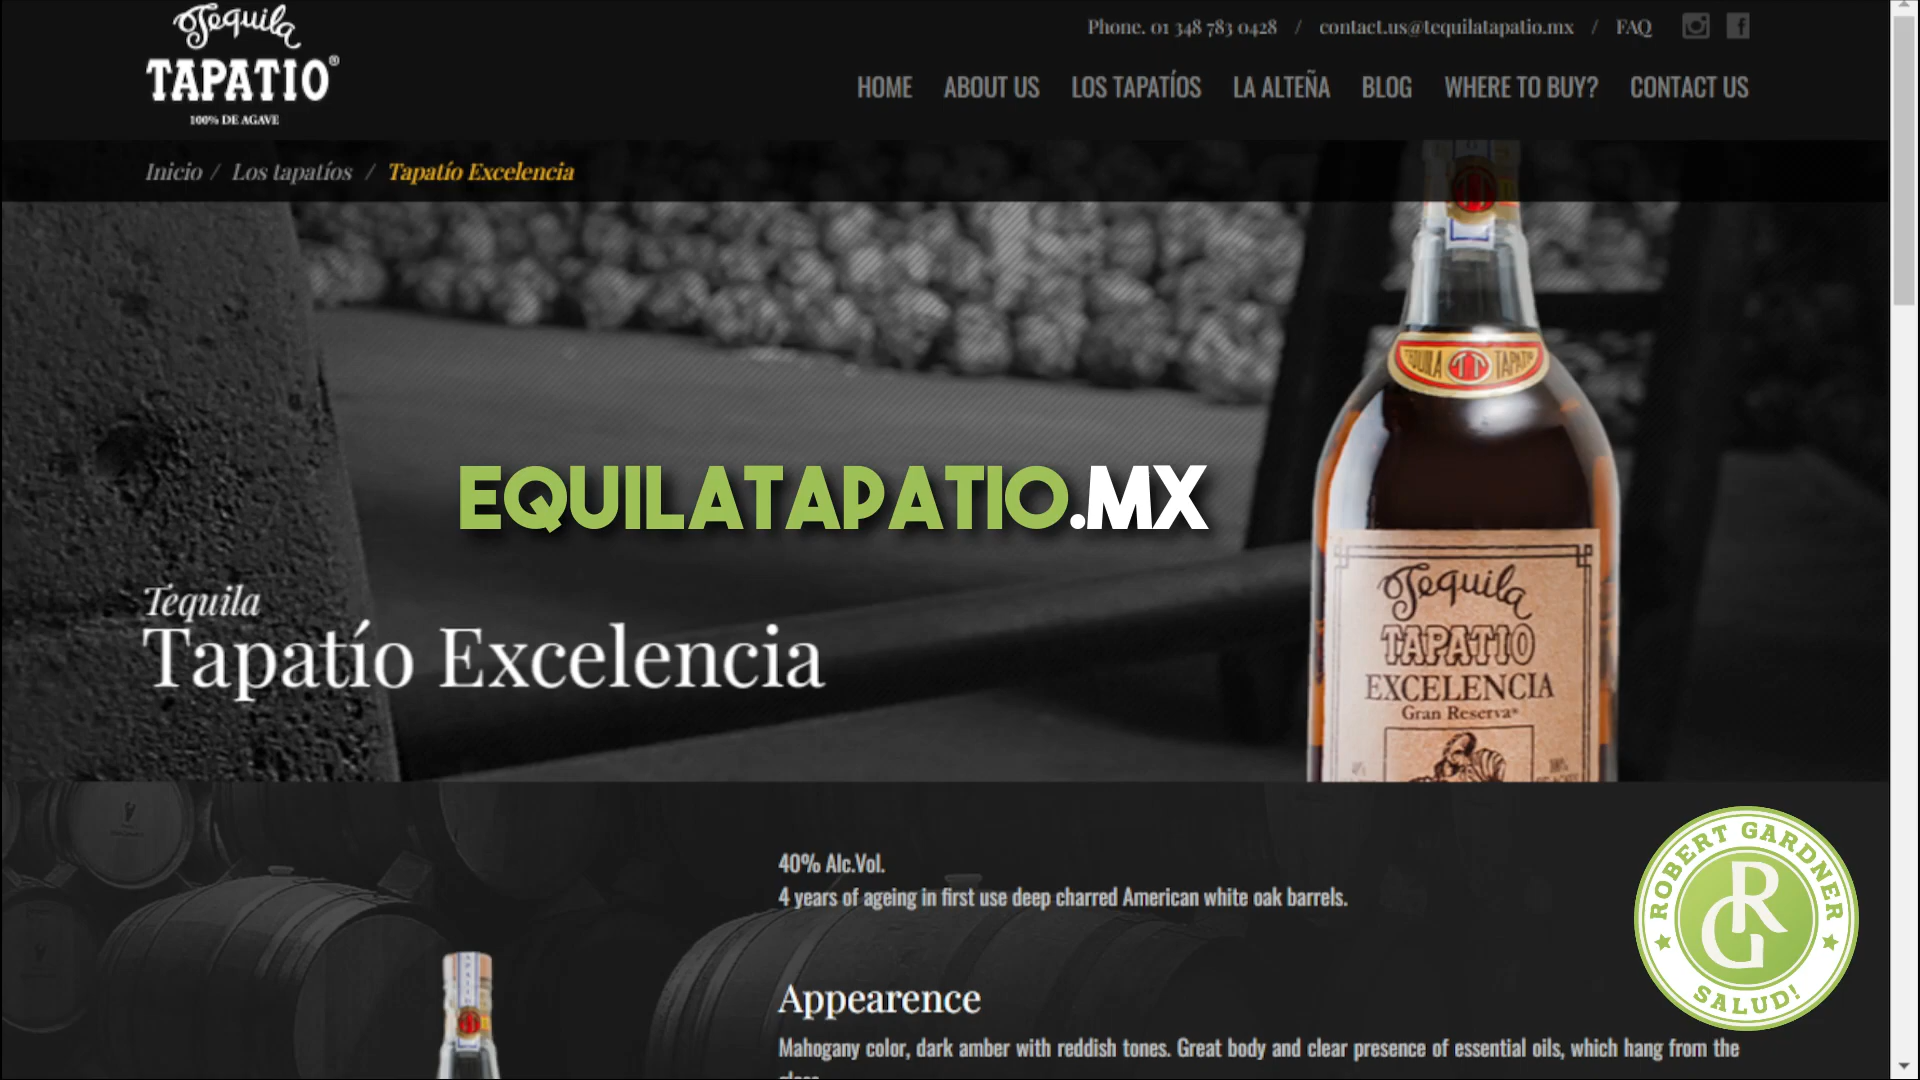 Tequila
TAPATIO®
100% DE AGAVE
Phone. 01 348 783 0428 / contact.us@tequilatapatio.mx / FAQ
HOME ABOUT US LOS TAPATÍOS LA ALTEÑA BLOG WHERE TO BUY? CONTACT US
Inicio / Los tapatíos / Tapatío Excelencia
TEQUILA TT TAPATIO
EQUILATAPATIO.MX
Tequila
Tapatío Excelencia
Tequila
TAPATIO
EXCELENCIA
Gran Reserva
40% Alc.Vol.
4 years of ageing in first use deep charred American white oak barrels.
Appearence
Mahogany color, dark amber with reddish tones. Great body and clear presence of essential oils, which hang from the
ROBERT GARDNER
RG
SALUD!